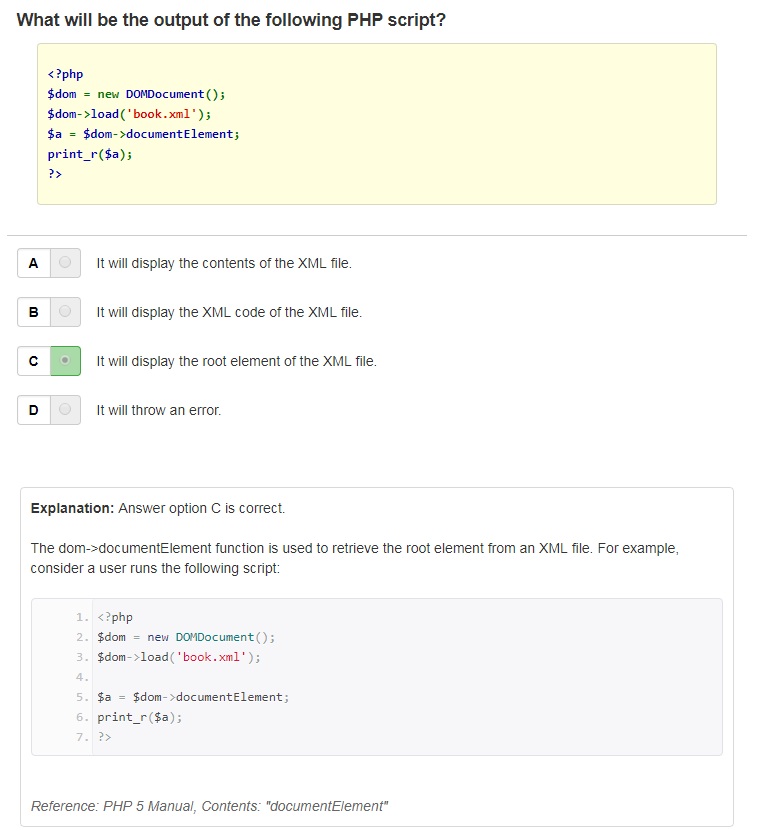 What will be the output of the following PHP script?
<?php
$dom = new DOMDocument();
$dom->load('book.xml');
$a = $dom->documentElement;
print_r($a);
?>
A It will display the contents of the XML file.
B It will display the XML code of the XML file.
C It will display the root element of the XML file.
D It will throw an error.
Explanation: Answer option C is correct.
The dom->documentElement function is used to retrieve the root element from an XML file. For example,
consider a user runs the following script:
1. <?php
2. $dom = new DOMDocument();
3. $dom->load('book.xml');
4.
5. $a = $dom->documentElement;
6. print_r($a);
7. ?>
Reference: PHP 5 Manual, Contents: "documentElement"